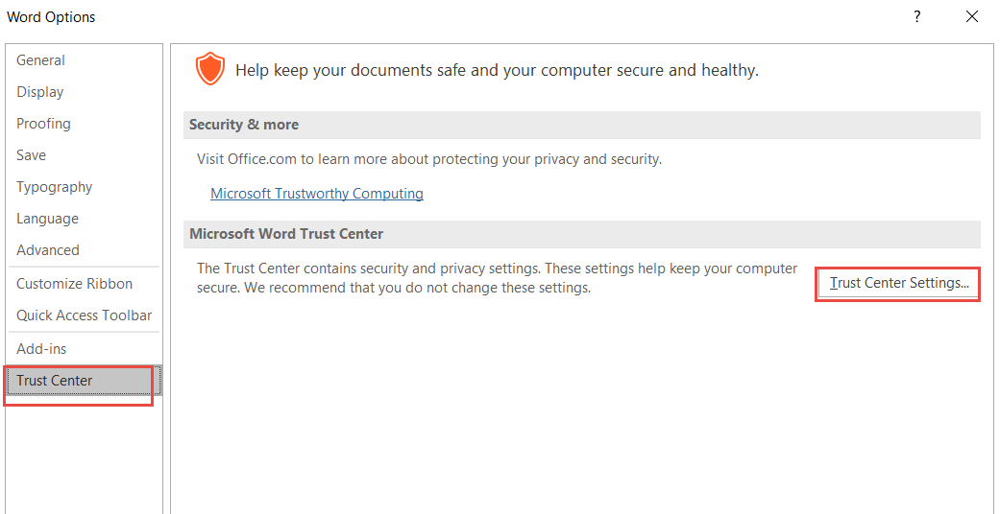 Word Options
?
General
Display
Proofing
Save
Typography
Language
Advanced
Customize Ribbon
Quick Access Toolbar
Add-ins
Trust Center
Help keep your documents safe and your computer secure and healthy.
Security & more
Visit Office.com to learn more about protecting your privacy and security.
Microsoft Trustworthy Computing
Microsoft Word Trust Center
The Trust Center contains security and privacy settings. These settings help keep your computer
secure. We recommend that you do not change these settings.
Trust Center Settings...